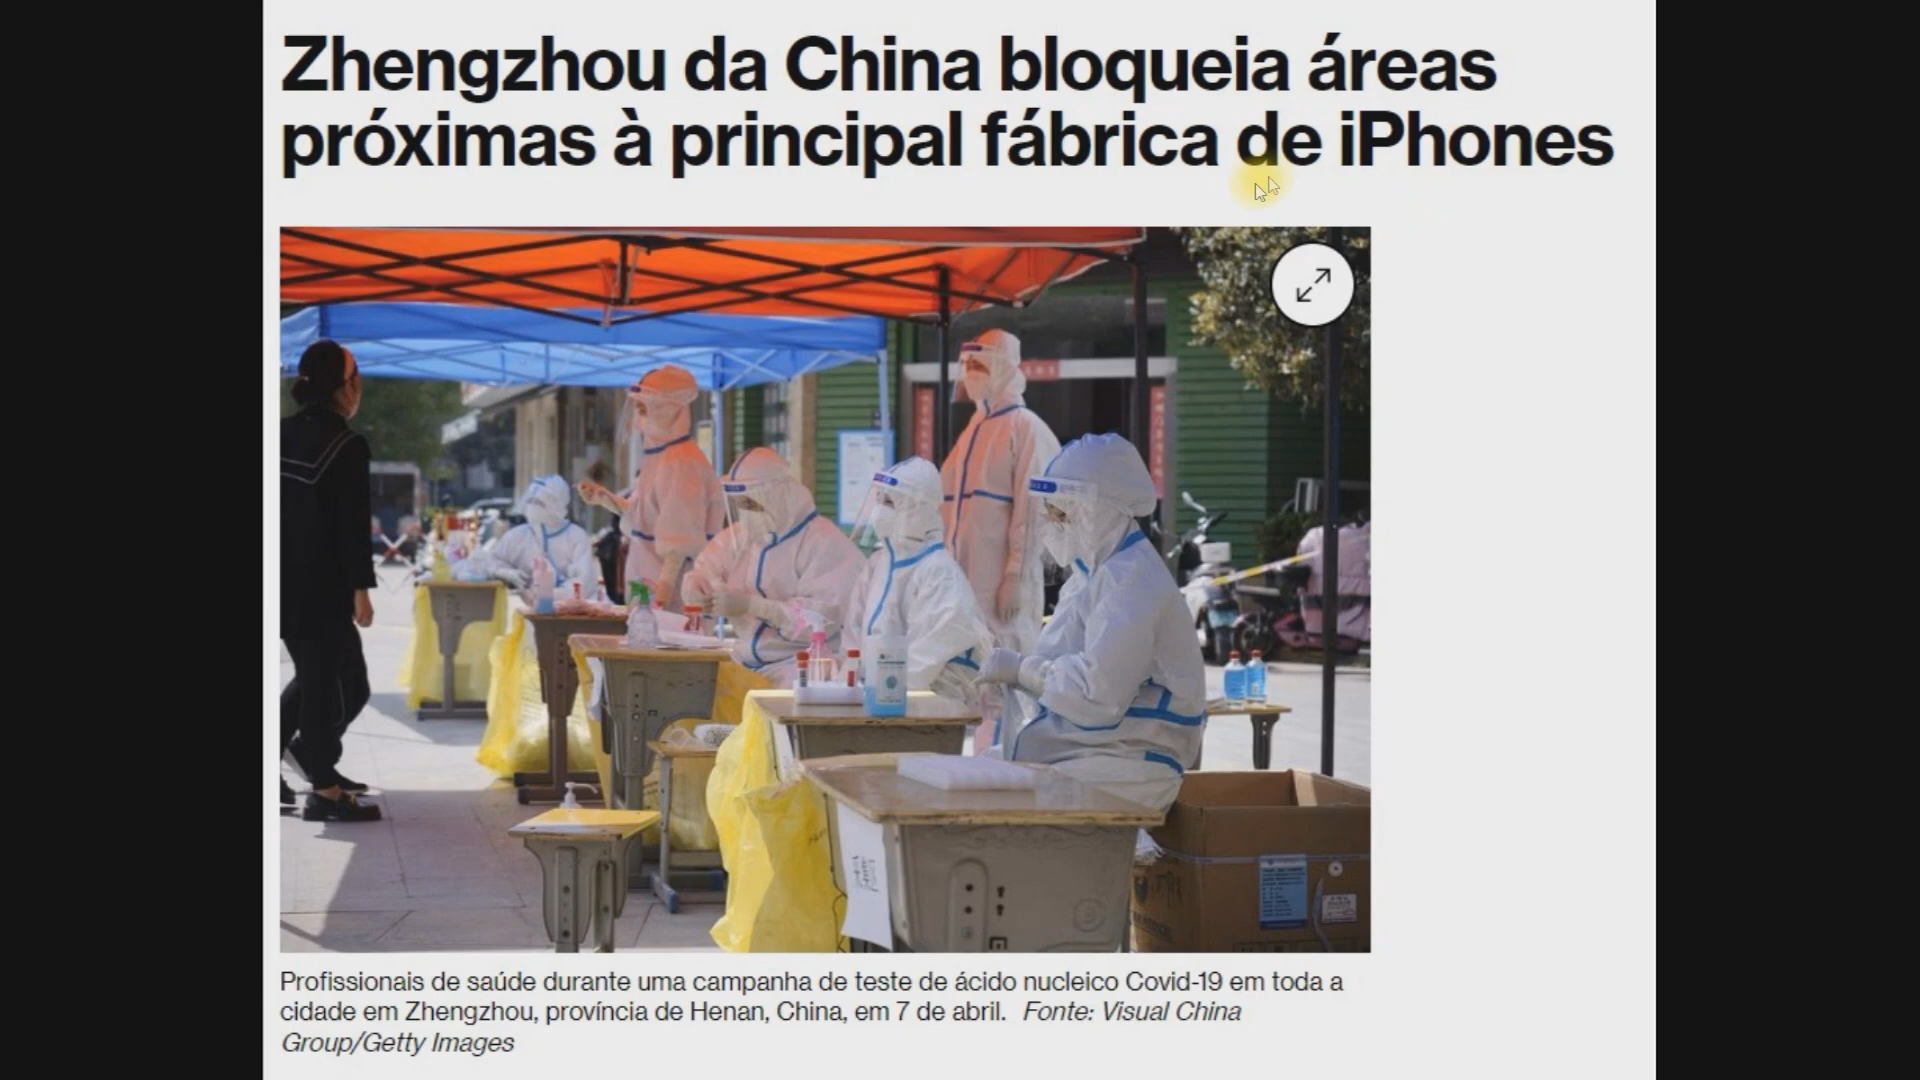 Zhengzhou da China bloqueia áreas
próximas à principal fábrica de iPhones
Profissionais de saúde durante uma campanha de teste de ácido nucleico Covid-19 em toda a
cidade em Zhengzhou, província de Henan, China, em 7 de abril. Fonte: Visual China
Group/Getty Images